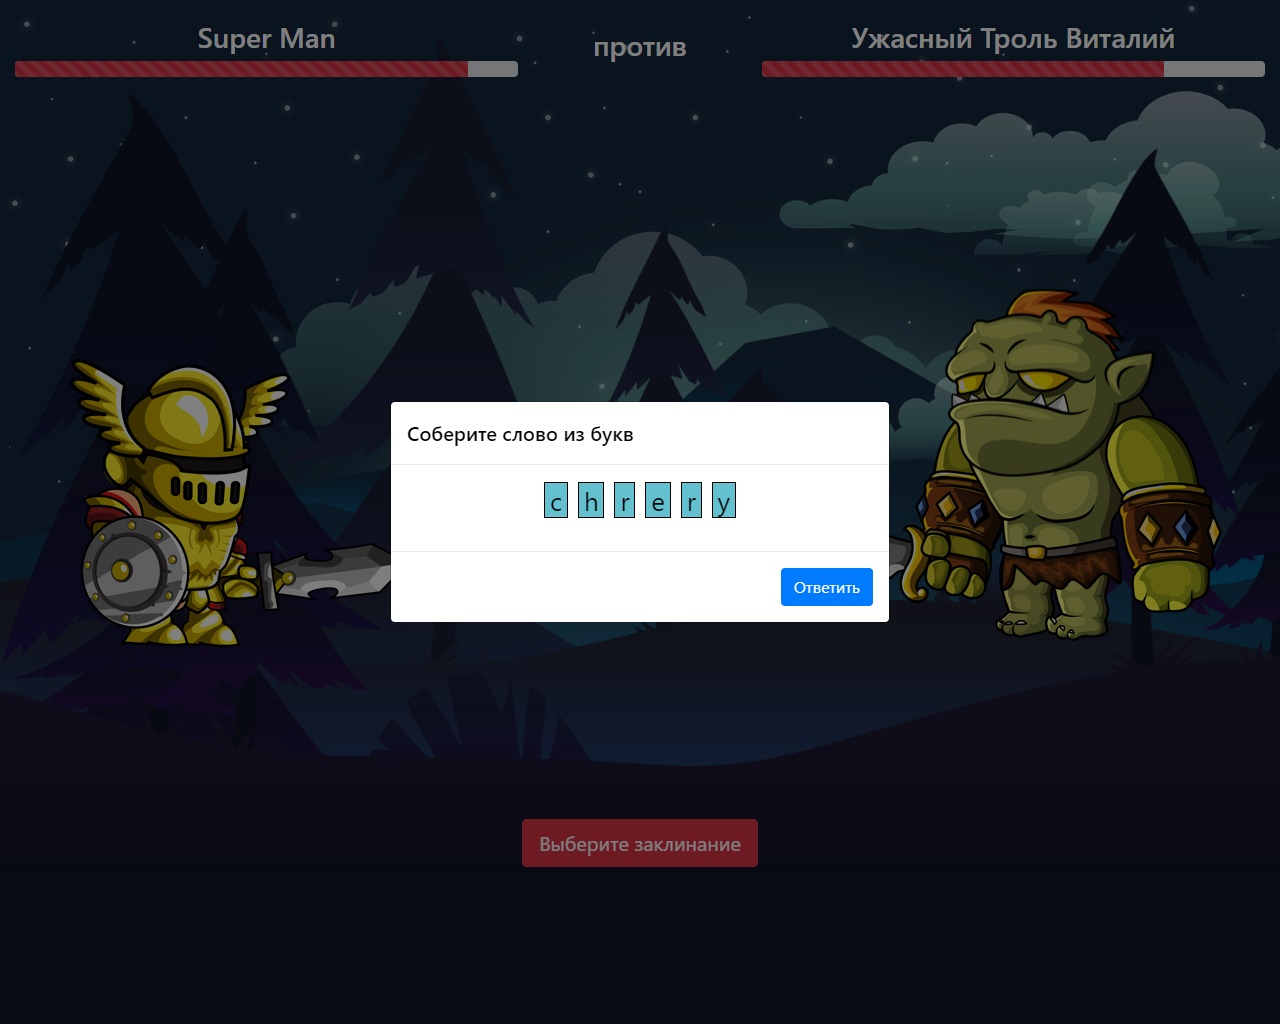 Super Man
против
Ужасный Троль Виталий
Соберите слово из букв
c h r e r y
Ответить
Выберите заклинание